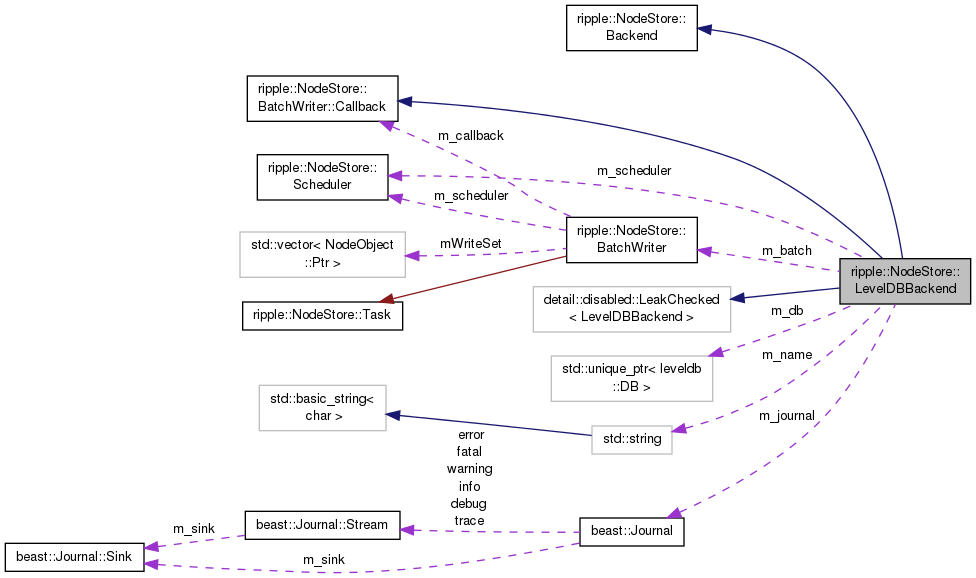 ripple::NodeStore::
Backend
ripple::NodeStore::
BatchWriter::Callback
m_callback
ripple::NodeStore::
Scheduler
m_scheduler
m_scheduler
ripple::NodeStore::
BatchWriter
std::vector< NodeObject
::Ptr >
mWriteSet
m_batch
ripple::NodeStore::
LevelDBBackend
detail::disabled::LeakChecked
< LevelDBBackend >
ripple::NodeStore::Task
m_db
m_name
std::unique_ptr< leveldb
::DB >
std::basic_string<
char >
m_journal
std::string
error
fatal
warning
info
debug
trace
beast::Journal::Stream
beast::Journal
m_sink
beast::Journal::Sink
m_sink